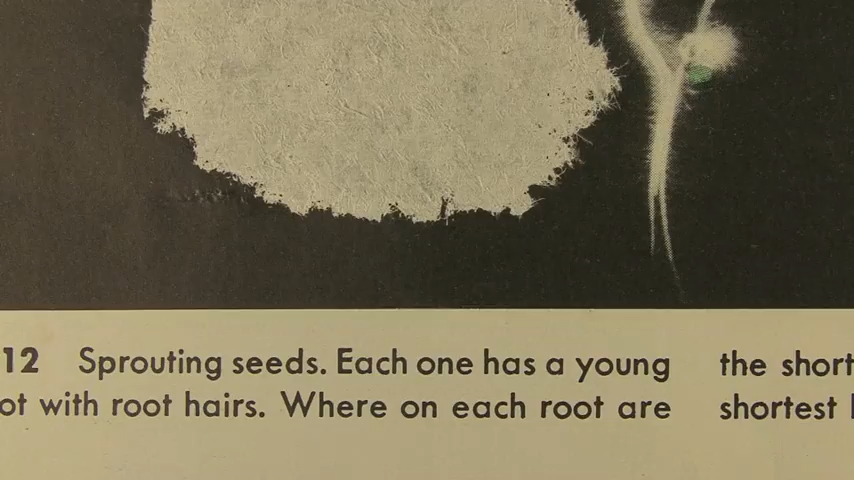 12 Sprouting seeds. Each one has a young
ot with root hairs. Where on each root are
the short
shortest